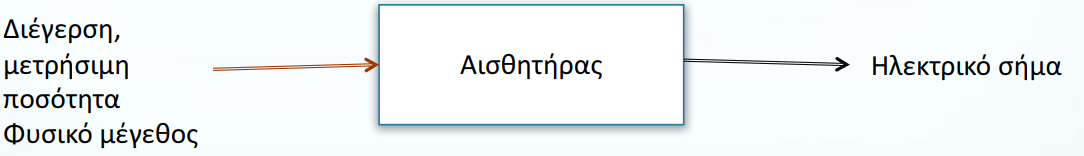 Διέγερση,
μετρήσιμη
ποσότητα
Φυσικό μέγεθος
Αισθητήρας
Ηλεκτρικό σήμα